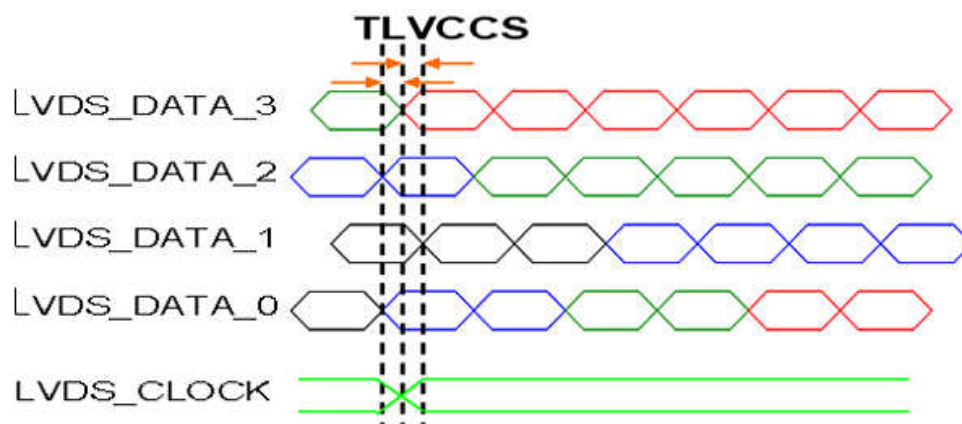 TLVCCS
LVDS_DATA_3
LVDS_DATA_2
LVDS_DATA_1
LVDS_DATA_0
LVDS_CLOCK